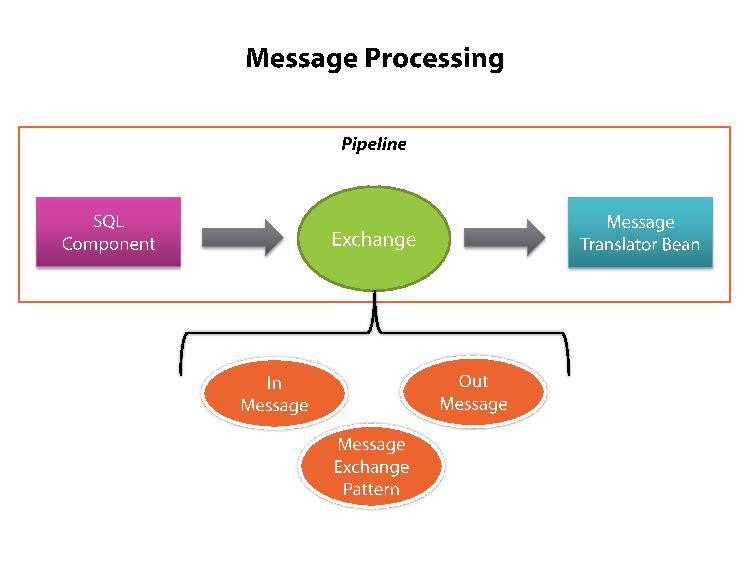 Message Processing
Pipeline
SQL
Component
Exchange
Message
Translator Bean
In
Message
Out
Message
Message
Exchange
Pattern